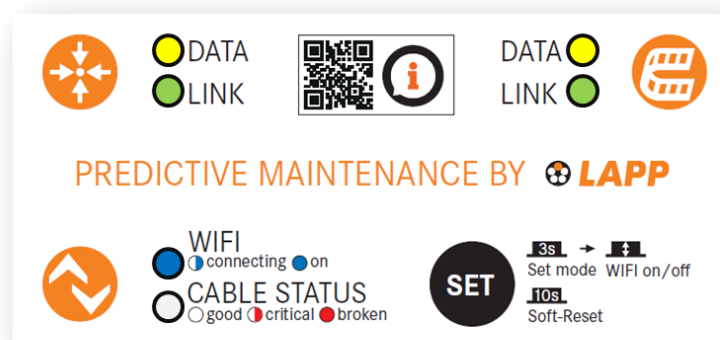 DATA
LINK
i
DATA
LINK
PREDICTIVE MAINTENANCE BY LAPP
WIFI
connecting on
CABLE STATUS
good critical broken
SET
3s
Set mode WIFI on/off
10s
Soft-Reset